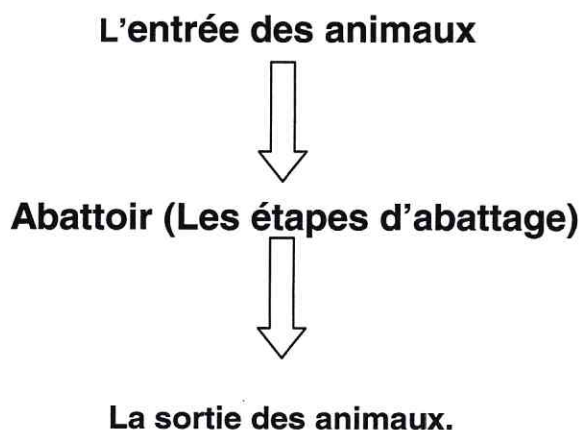 L'entrée des animaux
Abattoir (Les étapes d'abattage)
La sortie des animaux.